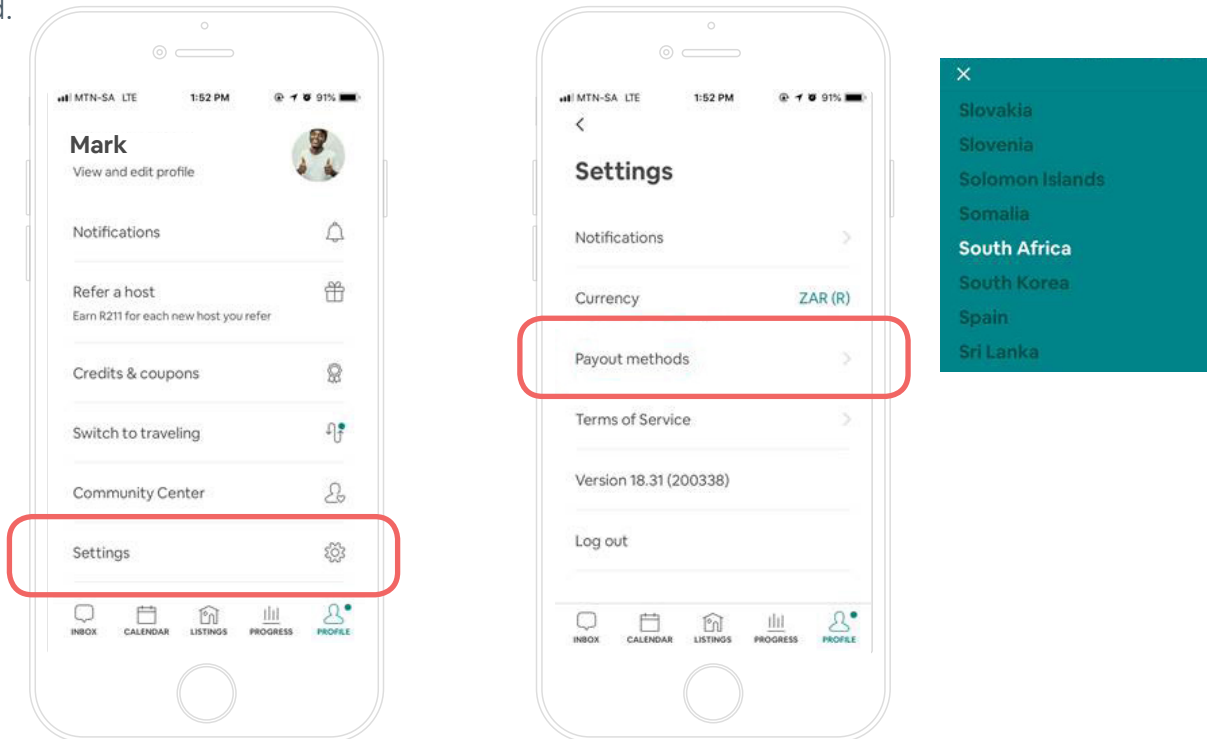 d.
MTN-SA LTE 1:52 PM 91%
Mark
View and edit profile
Notifications
Refer a host
Earn R211 for each new host you refer
Credits & coupons
Switch to traveling
Community Center
Settings
INBOX CALENDAR LISTINGS PROGRESS PROFILE
MTN-SA LTE 1:52 PM 91%
Settings
Notifications
Currency ZAR (R)
Payout methods
Terms of Service
Version 18.31 (200338)
Log out
INBOX CALENDAR LISTINGS PROGRESS PROFILE
Slovakia
Slovenia
Solomon Islands
Somalia
South Africa
South Korea
Spain
Sri Lanka